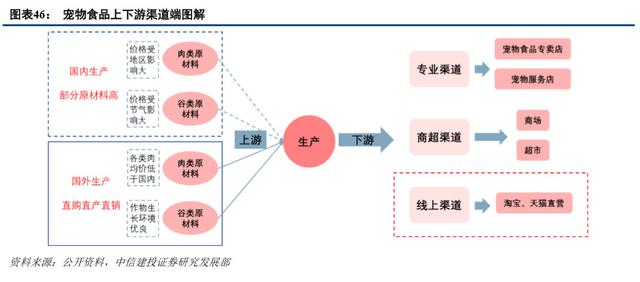 图表46： 宠物食品上下游渠道端图解
国内生产
部分原材料高
价格受
地区影
响大
肉类原
材料
价格受
节气影
响大
谷类原
材料
国外生产
直购直产直销
各类肉
均价低
于国内
肉类原
材料
作物生
长环境
优良
谷类原
材料
上游
生产
下游
专业渠道
宠物食品专卖店
宠物服务店
商超渠道
商场
超市
线上渠道
淘宝、天猫直营
资料来源：公开资料，中信建投证券研究发展部